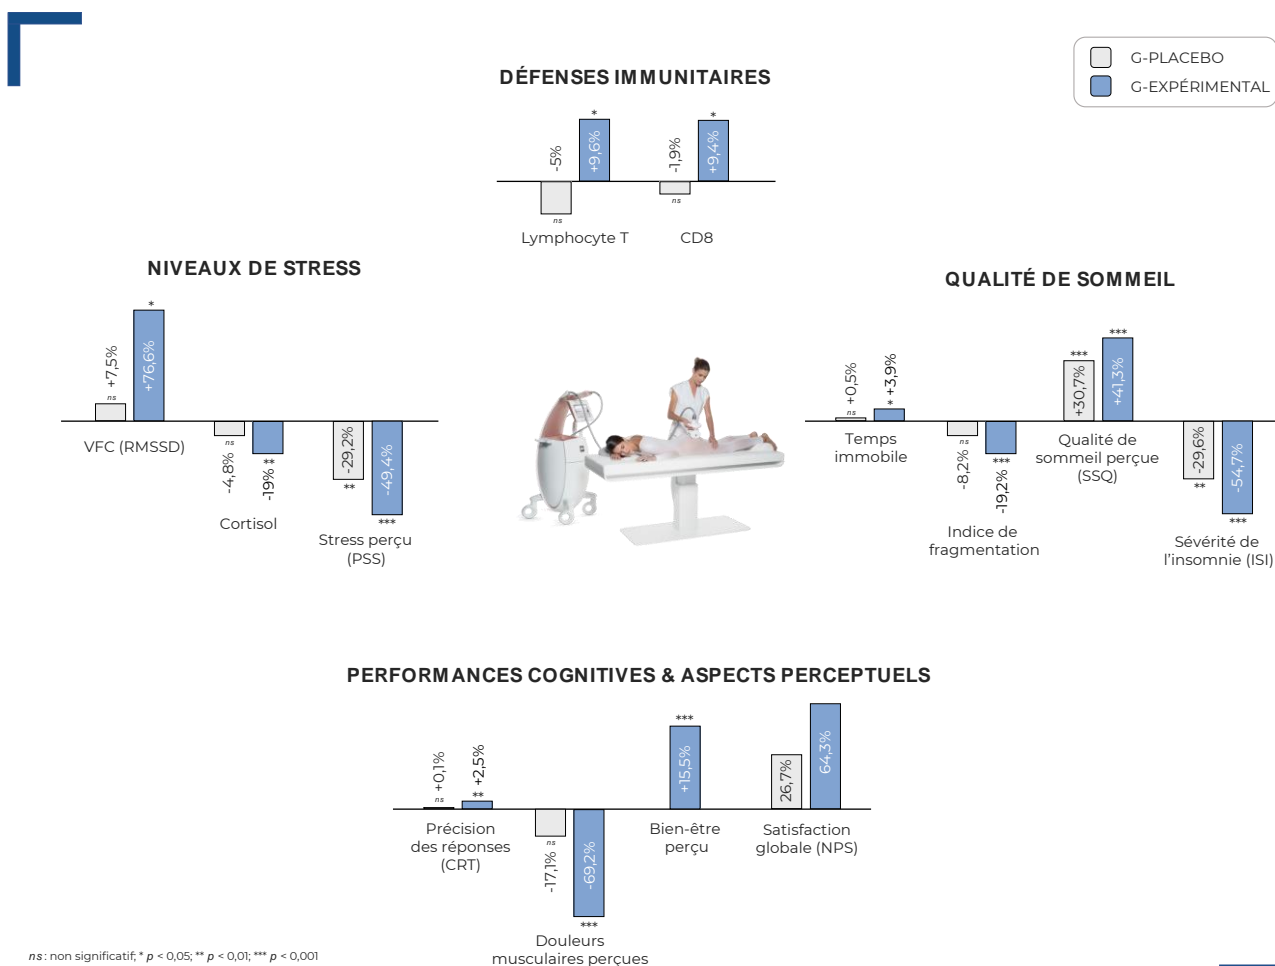 G-PLACEBO
G-EXPÉRIMENTAL
DÉFENSES IMMUNITAIRES
-5%
ns
+9,6%
*
Lymphocyte T
-1,9%
ns
+9,4%
*
CD8
NIVEAUX DE STRESS
+7,5%
ns
+76,6%
*
VFC (RMSSD)
ns
-4,8%
**
-19%
Cortisol
-29,2%
**
-49,4%
***
Stress perçu
(PSS)
QUALITÉ DE SOMMEIL
+0,5%
ns
+3,9%
*
Temps
immobile
ns
-8,2%
***
-19,2%
Indice de
fragmentation
***
+30,7%
***
+41,3%
Qualité de
sommeil perçue
(SSQ)
-29,6%
**
-54,7%
***
Sévérité de
l'insomnie (ISI)
PERFORMANCES COGNITIVES & ASPECTS PERCEPTUELS
+0,1%
ns
+2,5%
**
Précision
des réponses
(CRT)
ns
-17,1%
-69,2%
***
Douleurs
musculaires perçues
***
+15,5%
Bien-être
perçu
26,7%
64,3%
Satisfaction
globale (NPS)
ns : non significatif; * p < 0,05; ** p < 0,01; *** p < 0,001